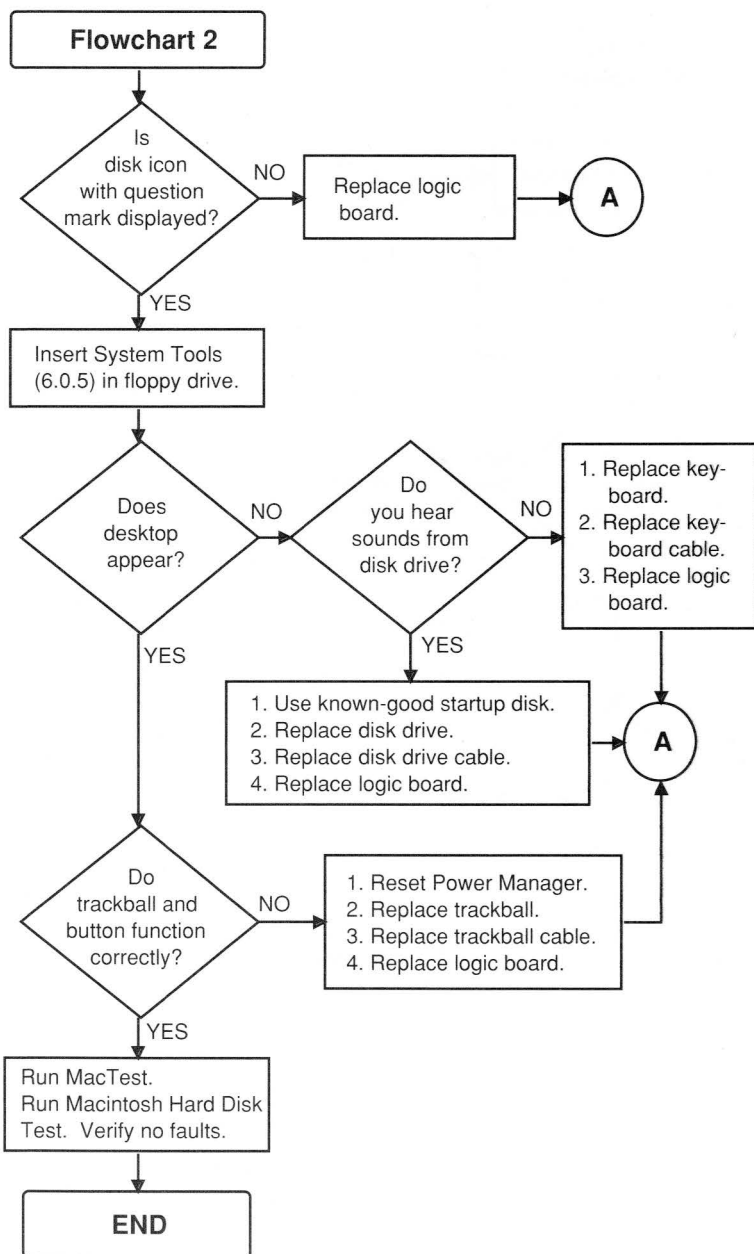 Flowchart 2
Is
disk icon
with question
mark displayed?
NO
Replace logic
board.
A
YES
Insert System Tools
(6.0.5) in floppy drive.
Does
desktop
appear?
NO
Do
you hear
sounds from
disk drive?
NO
1. Replace key-
board.
2. Replace key-
board cable.
3. Replace logic
board.
YES
YES
1. Use known-good startup disk.
2. Replace disk drive.
3. Replace disk drive cable.
4. Replace logic board.
A
Do
trackball and
button function
correctly?
NO
1. Reset Power Manager.
2. Replace trackball.
3. Replace trackball cable.
4. Replace logic board.
YES
Run MacTest.
Run Macintosh Hard Disk
Test. Verify no faults.
END